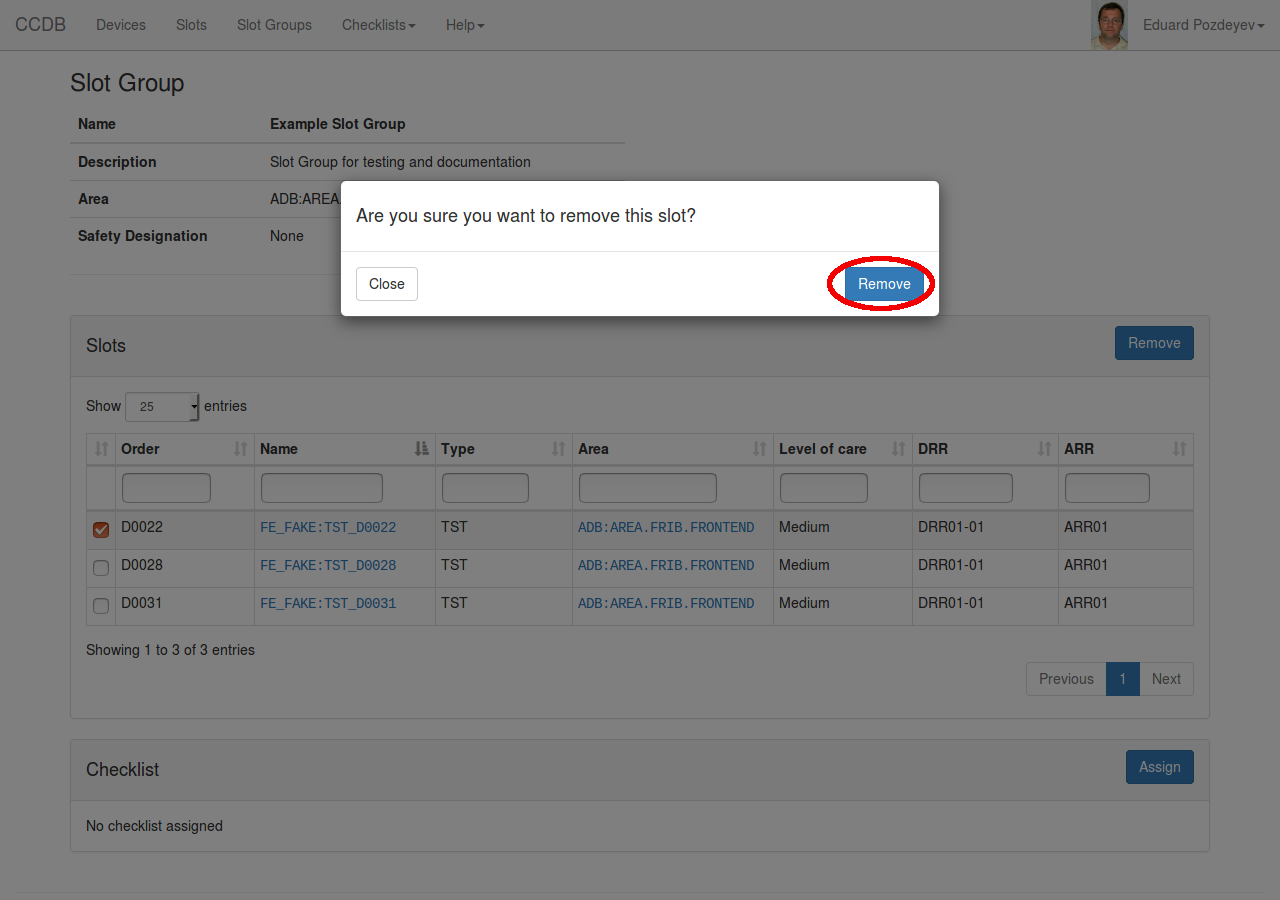 CCDB Devices Slots Slot Groups Checklists Help Eduard Pozdeyev
Slot Group
Name Example Slot Group
Description Slot Group for testing and documentation
Area ADB:AREA.
Safety Designation None
Are you sure you want to remove this slot?
Close Remove
Slots Remove
Show 25 entries
Order Name Type Area Level of care DRR ARR
D0022 FE_FAKE:TST_D0022 TST ADB:AREA.FRIB.FRONTEND Medium DRR01-01 ARR01
D0028 FE_FAKE:TST_D0028 TST ADB:AREA.FRIB.FRONTEND Medium DRR01-01 ARR01
D0031 FE_FAKE:TST_D0031 TST ADB:AREA.FRIB.FRONTEND Medium DRR01-01 ARR01
Showing 1 to 3 of 3 entries
Previous 1 Next
Checklist Assign
No checklist assigned